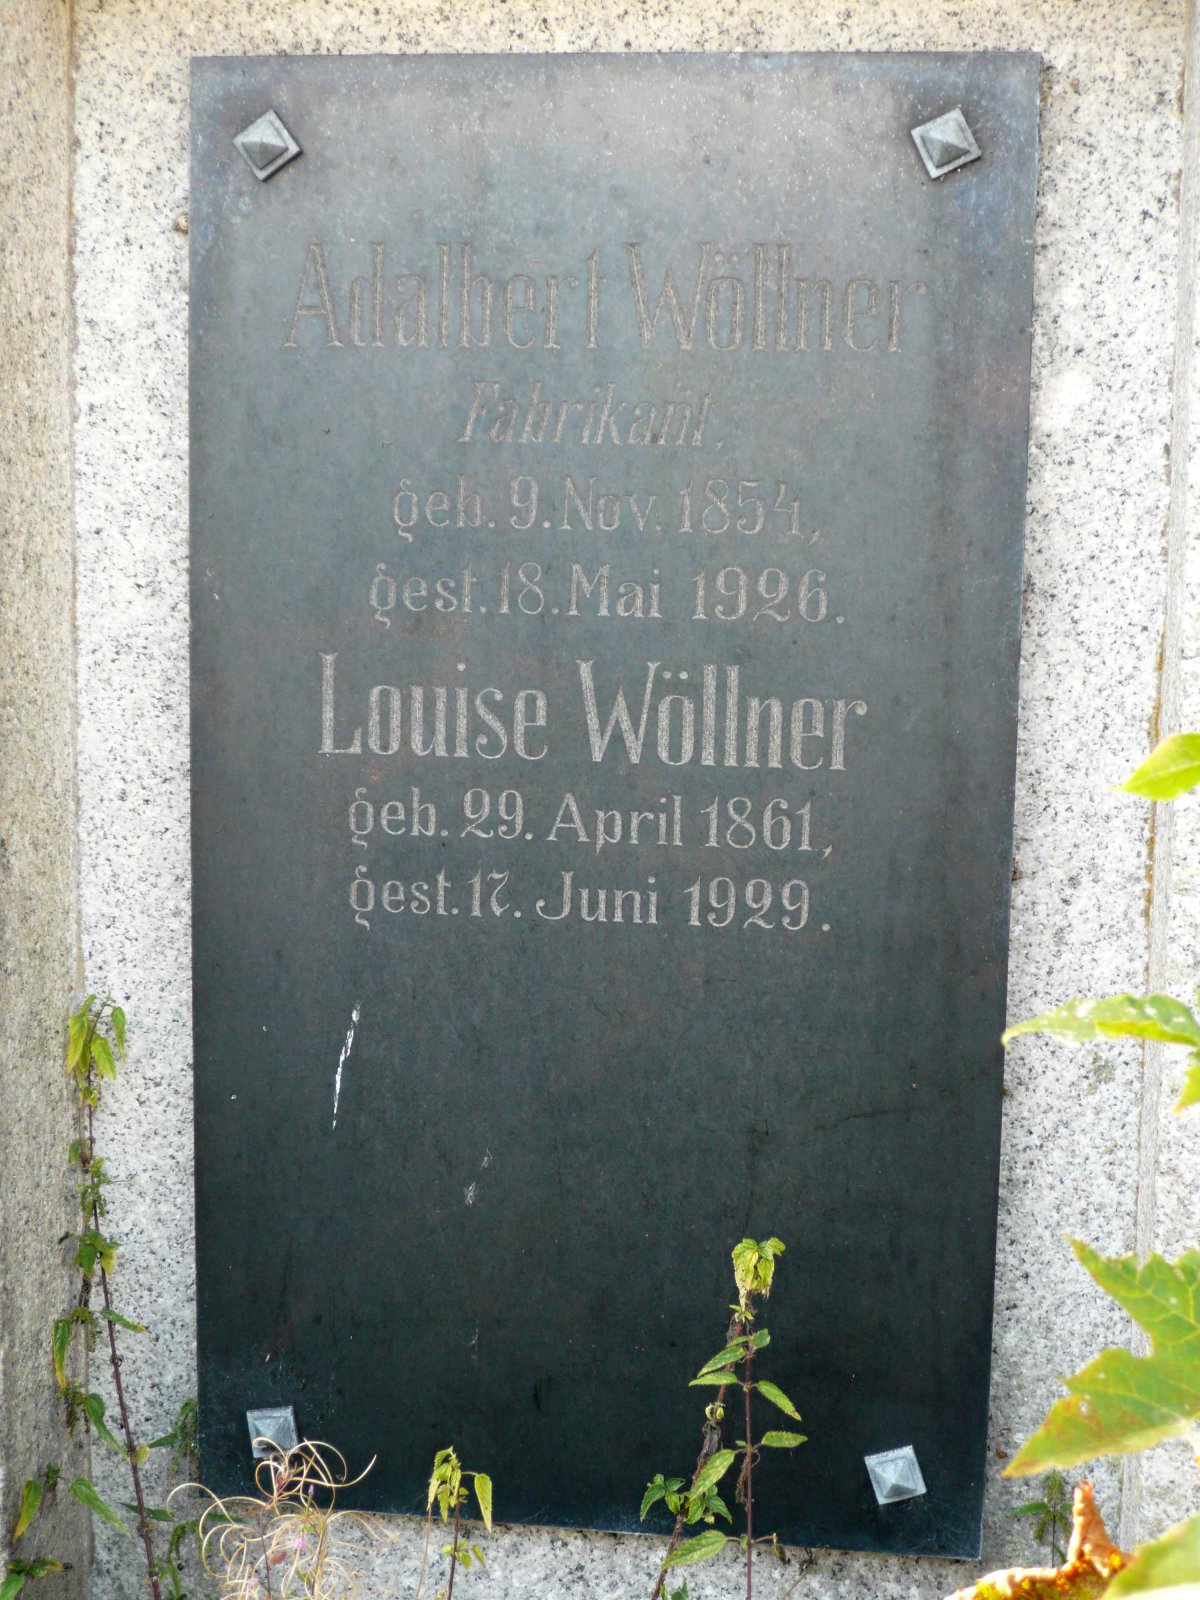 Adalbert Wöllner
Fabrikant,
geb. 9. Nov. 1854,
gest. 18. Mai 1926.
Louise Wöllner
geb. 29. April 1861,
gest. 17. Juni 1929.